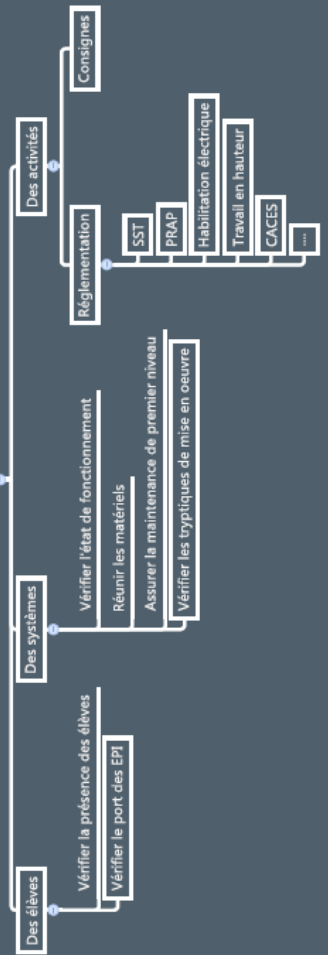 Des élèves
Vérifier la présence des élèves
Vérifier le port des EPI
Des systèmes
Vérifier l'état de fonctionnement
Réunir les matériels
Assurer la maintenance de premier niveau
Vérifier les tryptiques de mise en oeuvre
Des activités
Réglementation
SST
PRAP
Habilitation électrique
Travail en hauteur
CACES
....
Consignes